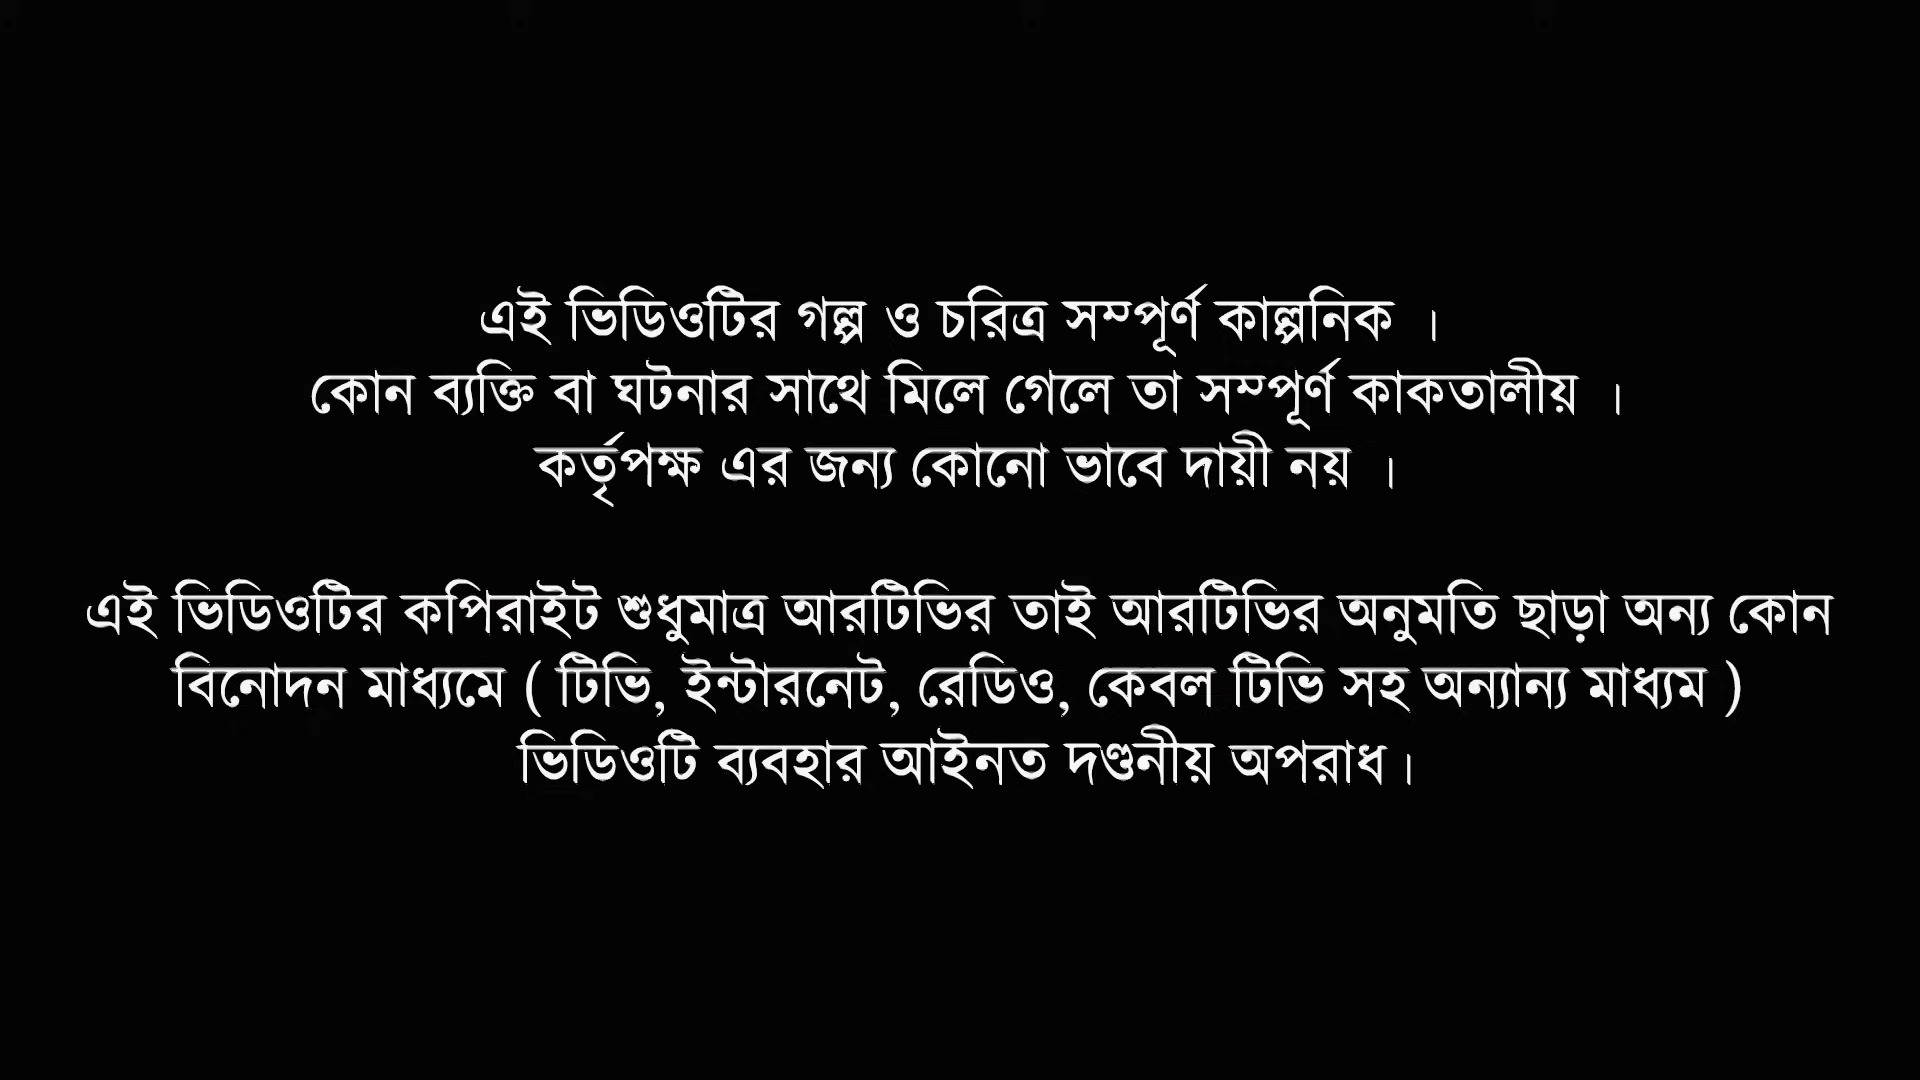 এই ভিডিওটির গল্প ও চরিত্র সম্পূর্ণ কাল্পনিক ।
কোন ব্যক্তি বা ঘটনার সাথে মিলে গেলে তা সম্পূর্ণ কাকতালীয় ।
কর্তৃপক্ষ এর জন্য কোনো ভাবে দায়ী নয় ।
এই ভিডিওটির কপিরাইট শুধুমাত্র আরটিভির তাই আরটিভির অনুমতি ছাড়া অন্য কোন
বিনোদন মাধ্যমে ( টিভি, ইন্টারনেট, রেডিও, কেবল টিভি সহ অন্যান্য মাধ্যম )
ভিডিওটি ব্যবহার আইনত দণ্ডনীয় অপরাধ।